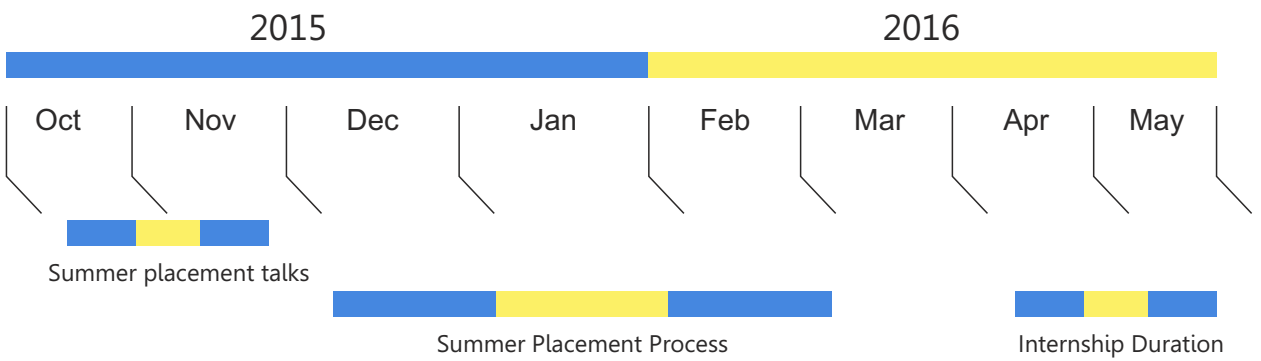 2015 2016
Oct Nov Dec Jan Feb Mar Apr May
Summer placement talks
Summer Placement Process Internship Duration